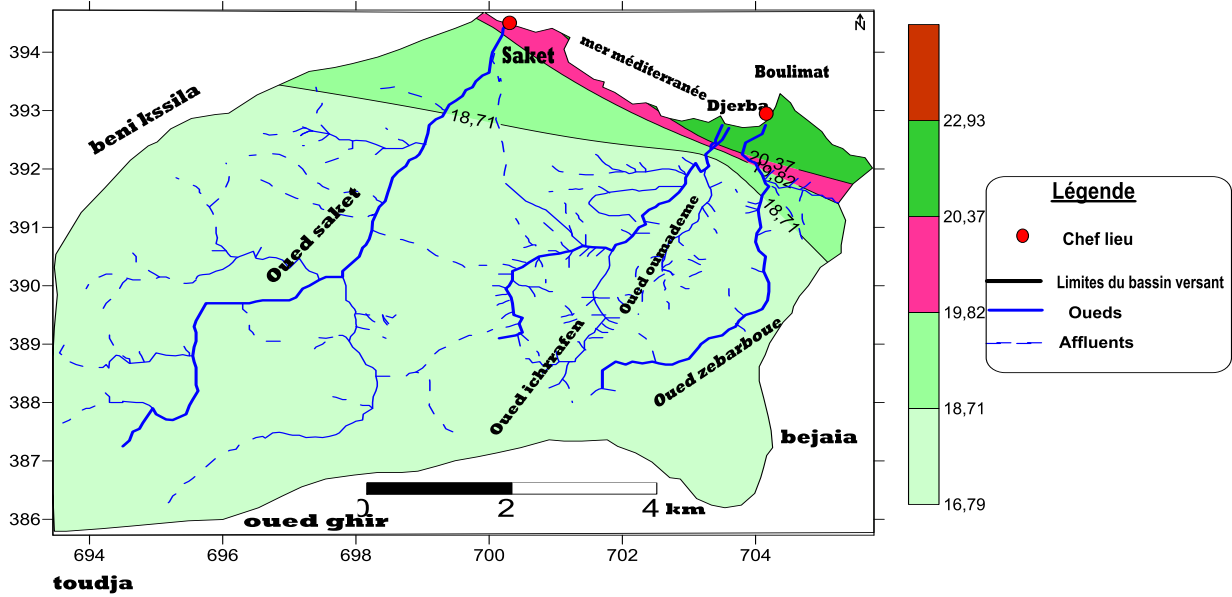 N
394
393
392
391
390
389
388
387
386
694
696
698
700
702
704
Saket
mer méditerranée
Boulimat
Djerba
beni kssila
18,71
20,37
19,82
18,71
Oued saket
Oued oumademe
Oued ichrrafen
Oued zebarboue
bejaia
0 2 4 km
oued ghir
toudja
22,93
20,37
19,82
18,71
16,79
Légende
Chef lieu
Limites du bassin versant
Oueds
Affluents